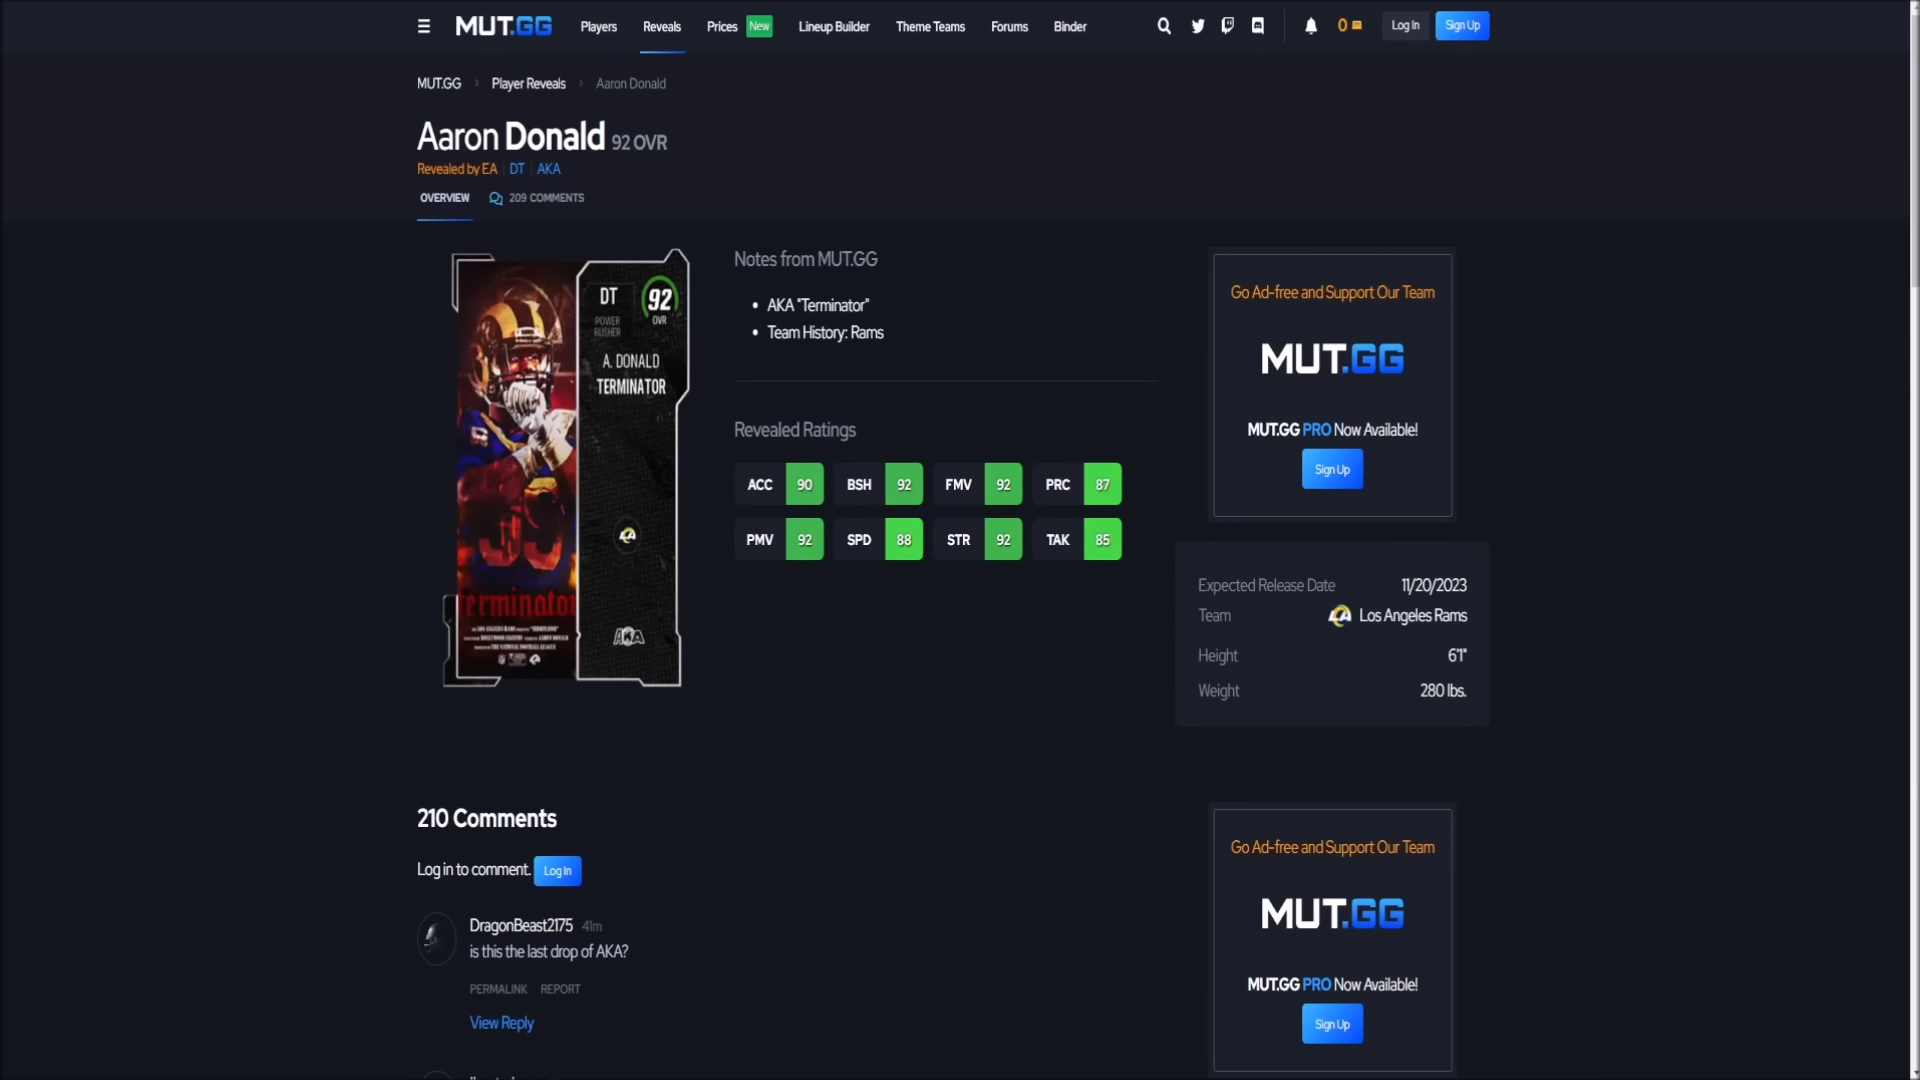 MUT.GG
Players
Reveals
Prices New
Lineup Builder
Theme Teams
Forums
Binder
0
Log In
Sign Up
MUT.GG > Player Reveals > Aaron Donald
Aaron Donald 92 OVR
Revealed by EA DT AKA
OVERVIEW
209 COMMENTS
DT
POWER
RUSHER
92
OVR
A. DONALD
TERMINATOR
terminator
AKA
Notes from MUT.GG
• AKA "Terminator"
• Team History: Rams
Revealed Ratings
ACC 90 BSH 92 FMV 92 PRC 87
PMV 92 SPD 88 STR 92 TAK 85
Go Ad-free and Support Our Team
MUT.GG
MUT.GG PRO Now Available!
Sign Up
Expected Release Date 11/20/2023
Team Los Angeles Rams
Height 6'1"
Weight 280 lbs.
210 Comments
Log in to comment. Log In
DragonBeast2175 41m
is this the last drop of AKA?
PERMALINK REPORT
View Reply
Go Ad-free and Support Our Team
MUT.GG
MUT.GG PRO Now Available!
Sign Up